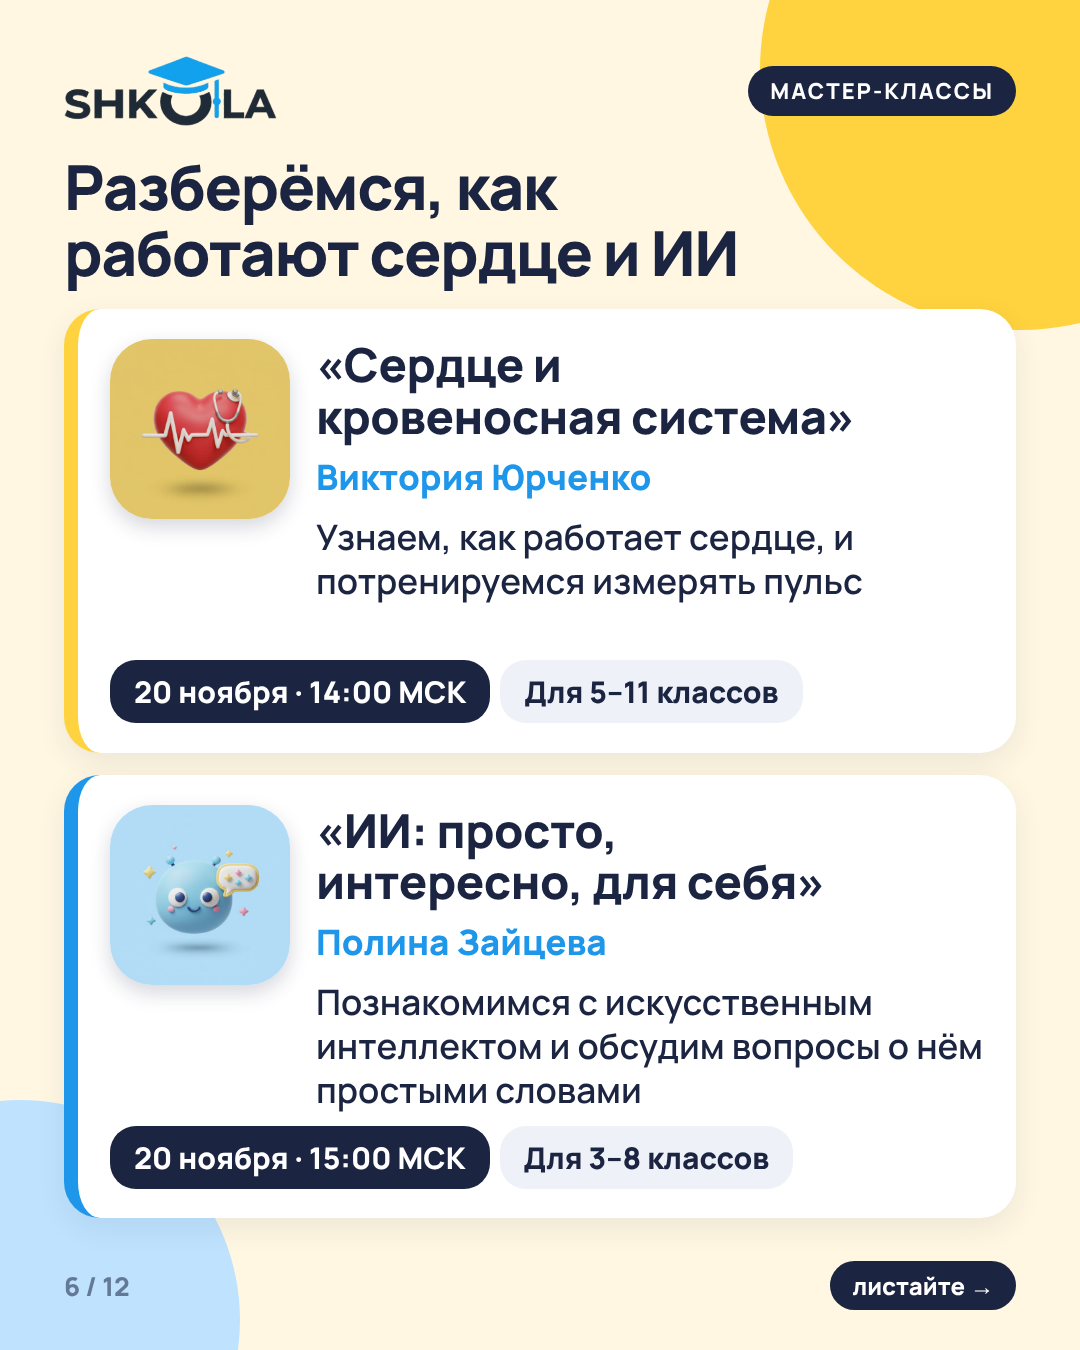 SHKOLA
МАСТЕР-КЛАССЫ
Разберёмся, как
работают сердце и ИИ
«Сердце и
кровеносная система»
Виктория Юрченко
Узнаем, как работает сердце, и
потренируемся измерять пульс
20 ноября · 14:00 МСК
Для 5–11 классов
«ИИ: просто,
интересно, для себя»
Полина Зайцева
Познакомимся с искусственным
интеллектом и обсудим вопросы о нём
простыми словами
20 ноября · 15:00 МСК
Для 3–8 классов
6 / 12
листайте →